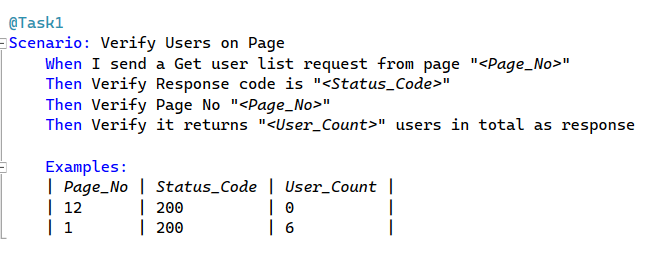 @Task1
Scenario: Verify Users on Page
When I send a Get user list request from page "<Page_No>"
Then Verify Response code is "<Status_Code>"
Then Verify Page No "<Page_No>"
Then Verify it returns "<User_Count>" users in total as response
Examples:
| Page_No | Status_Code | User_Count |
| 12 | 200 | 0 |
| 1 | 200 | 6 |